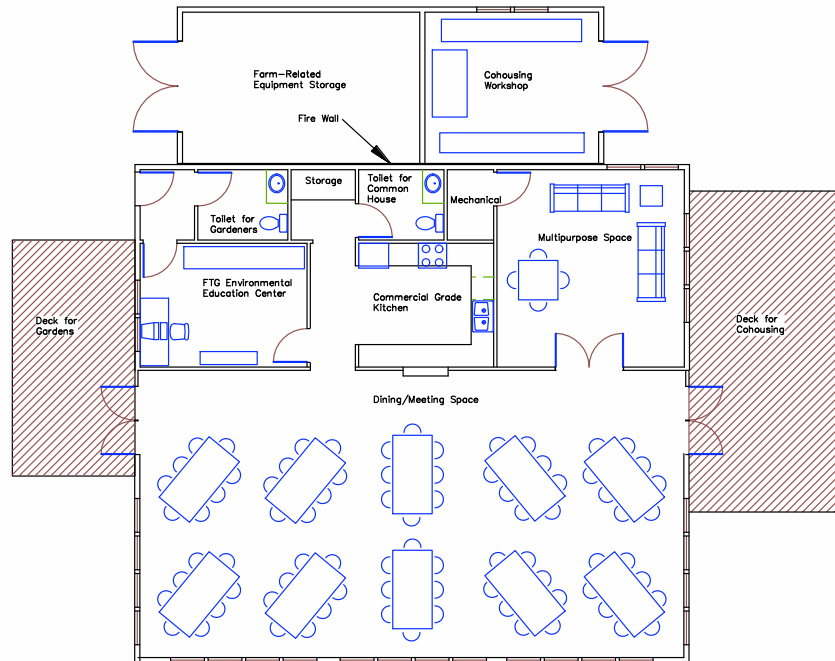 Farm-Related
Equipment Storage
Cohousing
Workshop
Fire Wall
Storage
Toilet for
Common
House
Mechanical
Toilet for
Gardeners
Multipurpose Space
FTG Environmental
Education Center
Commercial Grade
Kitchen
Deck for
Gardens
Deck for
Cohousing
Dining/Meeting Space